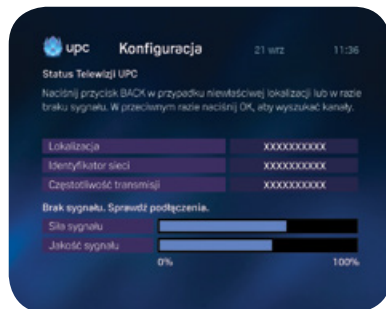 upc Konfiguracja 21 wrz 11:36
Status Telewizji UPC
Naciśnij przycisk BACK w przypadku niewłaściwej lokalizacji lub w razie
braku sygnału. W przeciwnym razie naciśnij OK, aby wyszukać kanały.
Lokalizacja XXXXXXXXXX
Identyfikator sieci XXXXXXXXXX
Częstotliwość transmisji XXXXXXXXXX
Brak sygnału. Sprawdź podłączenia.
Siła sygnału
Jakość sygnału
0% 100%